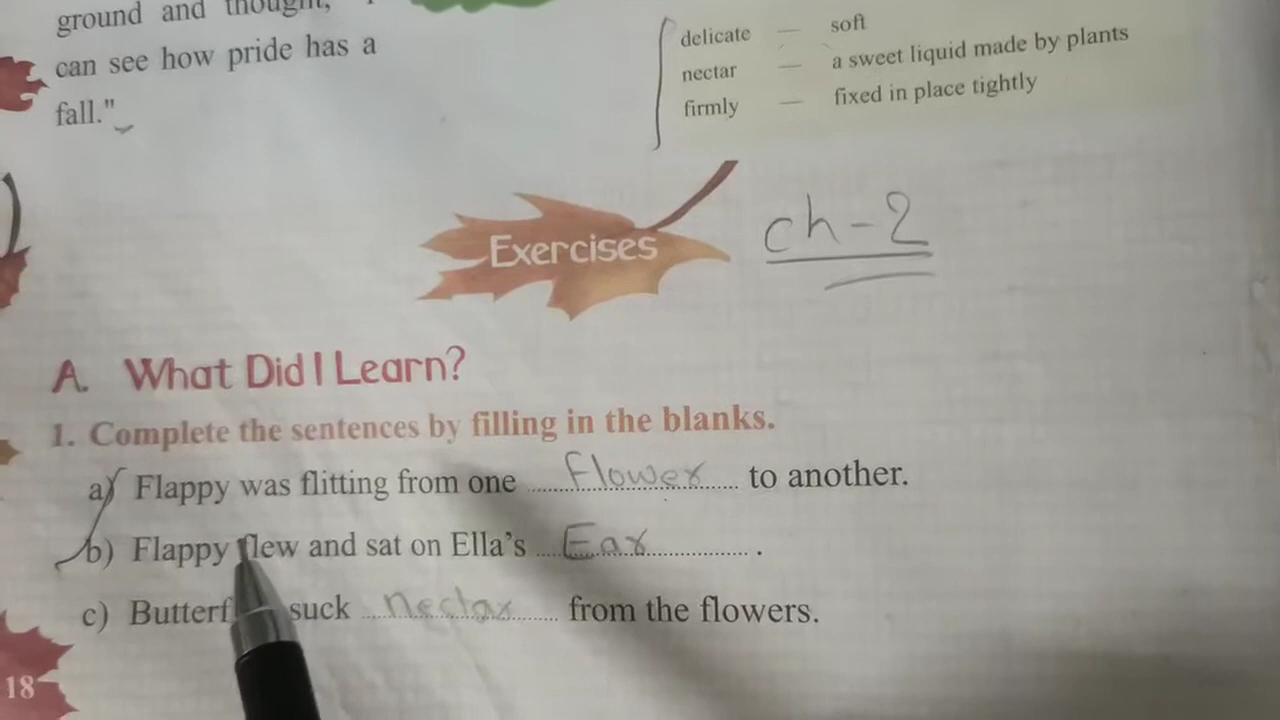 ground and thought,
can see how pride has a
fall."
delicate — soft
nectar — a sweet liquid made by plants
firmly — fixed in place tightly
Exercises
ch-2
A. What Did I Learn?
1. Complete the sentences by filling in the blanks.
a) Flappy was flitting from one flower to another.
b) Flappy flew and sat on Ella's Ear .
c) Butterf suck nectar from the flowers.
18